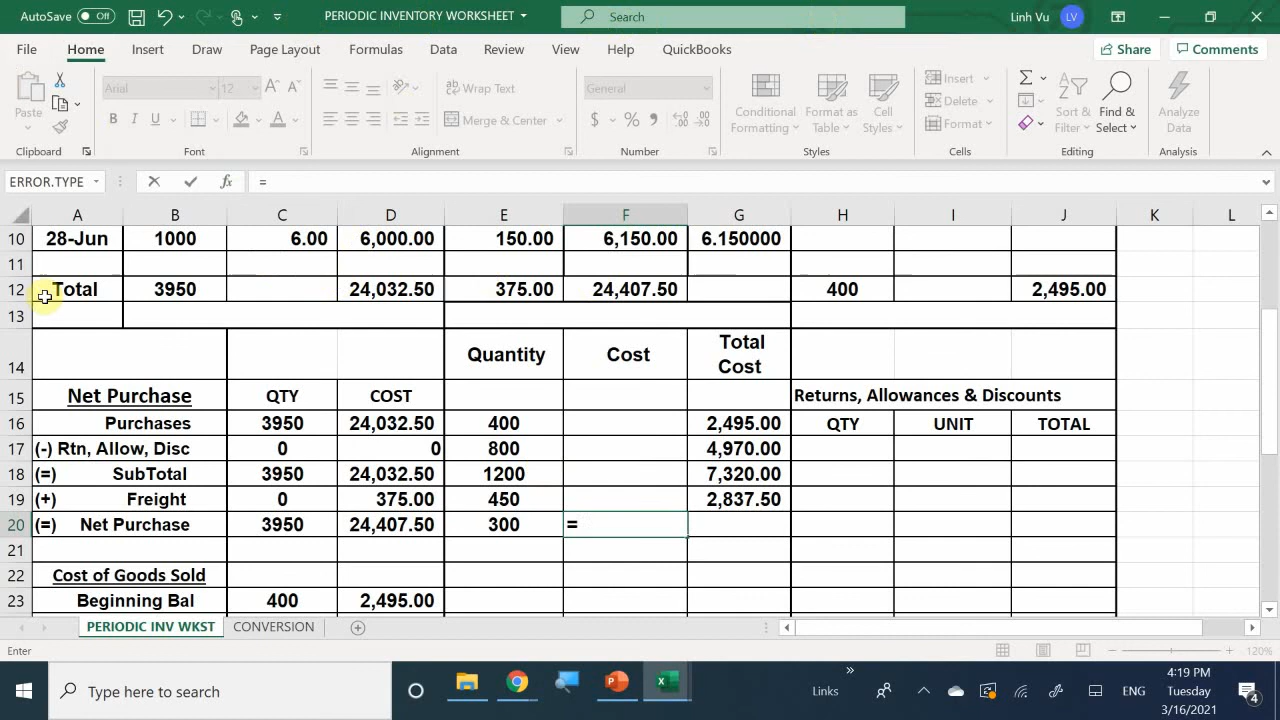 AutoSave Off PERIODIC INVENTORY WORKSHEET Search Linh Vu LV
File Home Insert Draw Page Layout Formulas Data Review View Help QuickBooks Share Comments
Paste Arial 12 Wrap Text General Conditional Formatting Format as Table Cell Styles Insert Sort & Filter Find & Select Analyze Data
B I U Merge & Center $ % Delete
Format
Clipboard Font Alignment Number Styles Cells Editing Analysis
ERROR.TYPE fx =
A B C D E F G H I J K L
10 28-Jun 1000 6.00 6,000.00 150.00 6,150.00 6.150000
11
12 Total 3950 24,032.50 375.00 24,407.50 400 2,495.00
13
14 Quantity Cost Total Cost
15 Net Purchase QTY COST Returns, Allowances & Discounts
16 Purchases 3950 24,032.50 400 2,495.00 QTY UNIT TOTAL
17 (-) Rtn, Allow, Disc 0 0 800 4,970.00
18 (=) SubTotal 3950 24,032.50 1200 7,320.00
19 (+) Freight 0 375.00 450 2,837.50
20 (=) Net Purchase 3950 24,407.50 300 =
21
22 Cost of Goods Sold
23 Beginning Bal 400 2,495.00
PERIODIC INV WKST CONVERSION
Enter 120%
Type here to search Links ENG 4:19 PM
Tuesday
3/16/2021
4